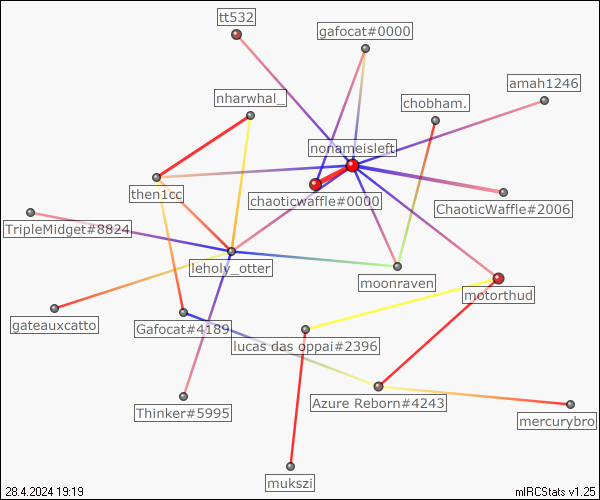 tt532
gafocat#0000
amah1246
nharwhal_
chobham.
nonameisleft
then1cc
chaoticwaffle#0000
ChaoticWaffle#2006
TripleMidget#8824
leholy_otter
moonraven
motorthud
gateauxcatto
Gafocat#4189
lucas das oppai#2396
Thinker#5995
Azure Reborn#4243
mercurybro
mukszi
28.4.2024 19:19
mIRCStats v1.25